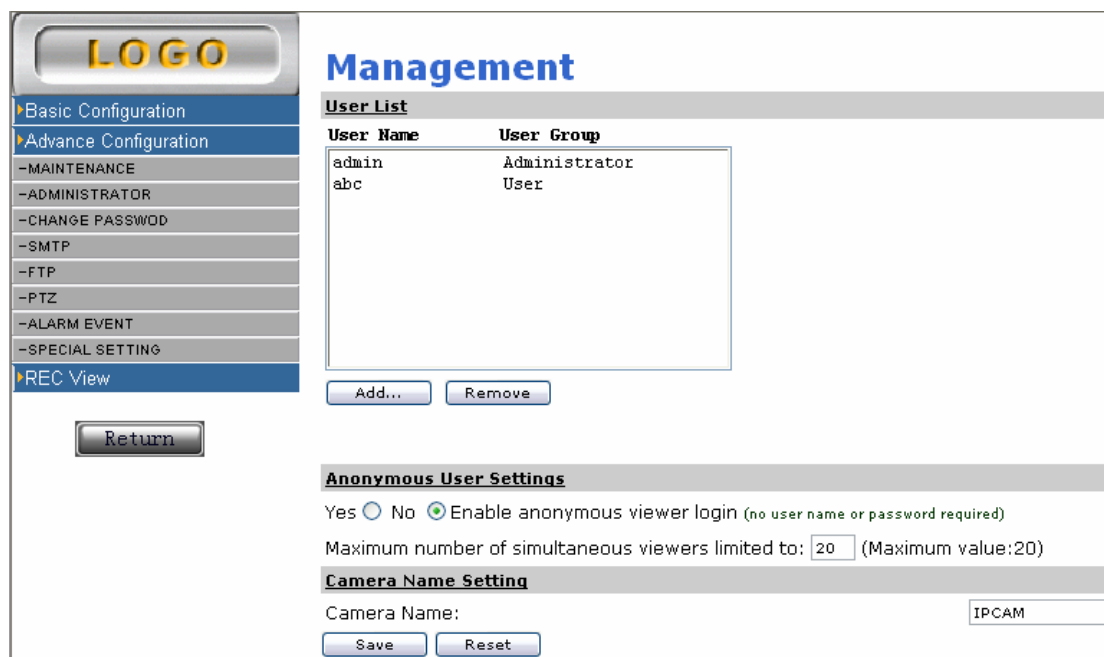 LOGO
Basic Configuration
Advance Configuration
-MAINTENANCE
-ADMINISTRATOR
-CHANGE PASSWOD
-SMTP
-FTP
-PTZ
-ALARM EVENT
-SPECIAL SETTING
REC View
Return
Management
User List
User Name User Group
admin Administrator
abc User
Add... Remove
Anonymous User Settings
Yes No Enable anonymous viewer login (no user name or password required)
Maximum number of simultaneous viewers limited to: 20 (Maximum value:20)
Camera Name Setting
Camera Name: IPCAM
Save Reset